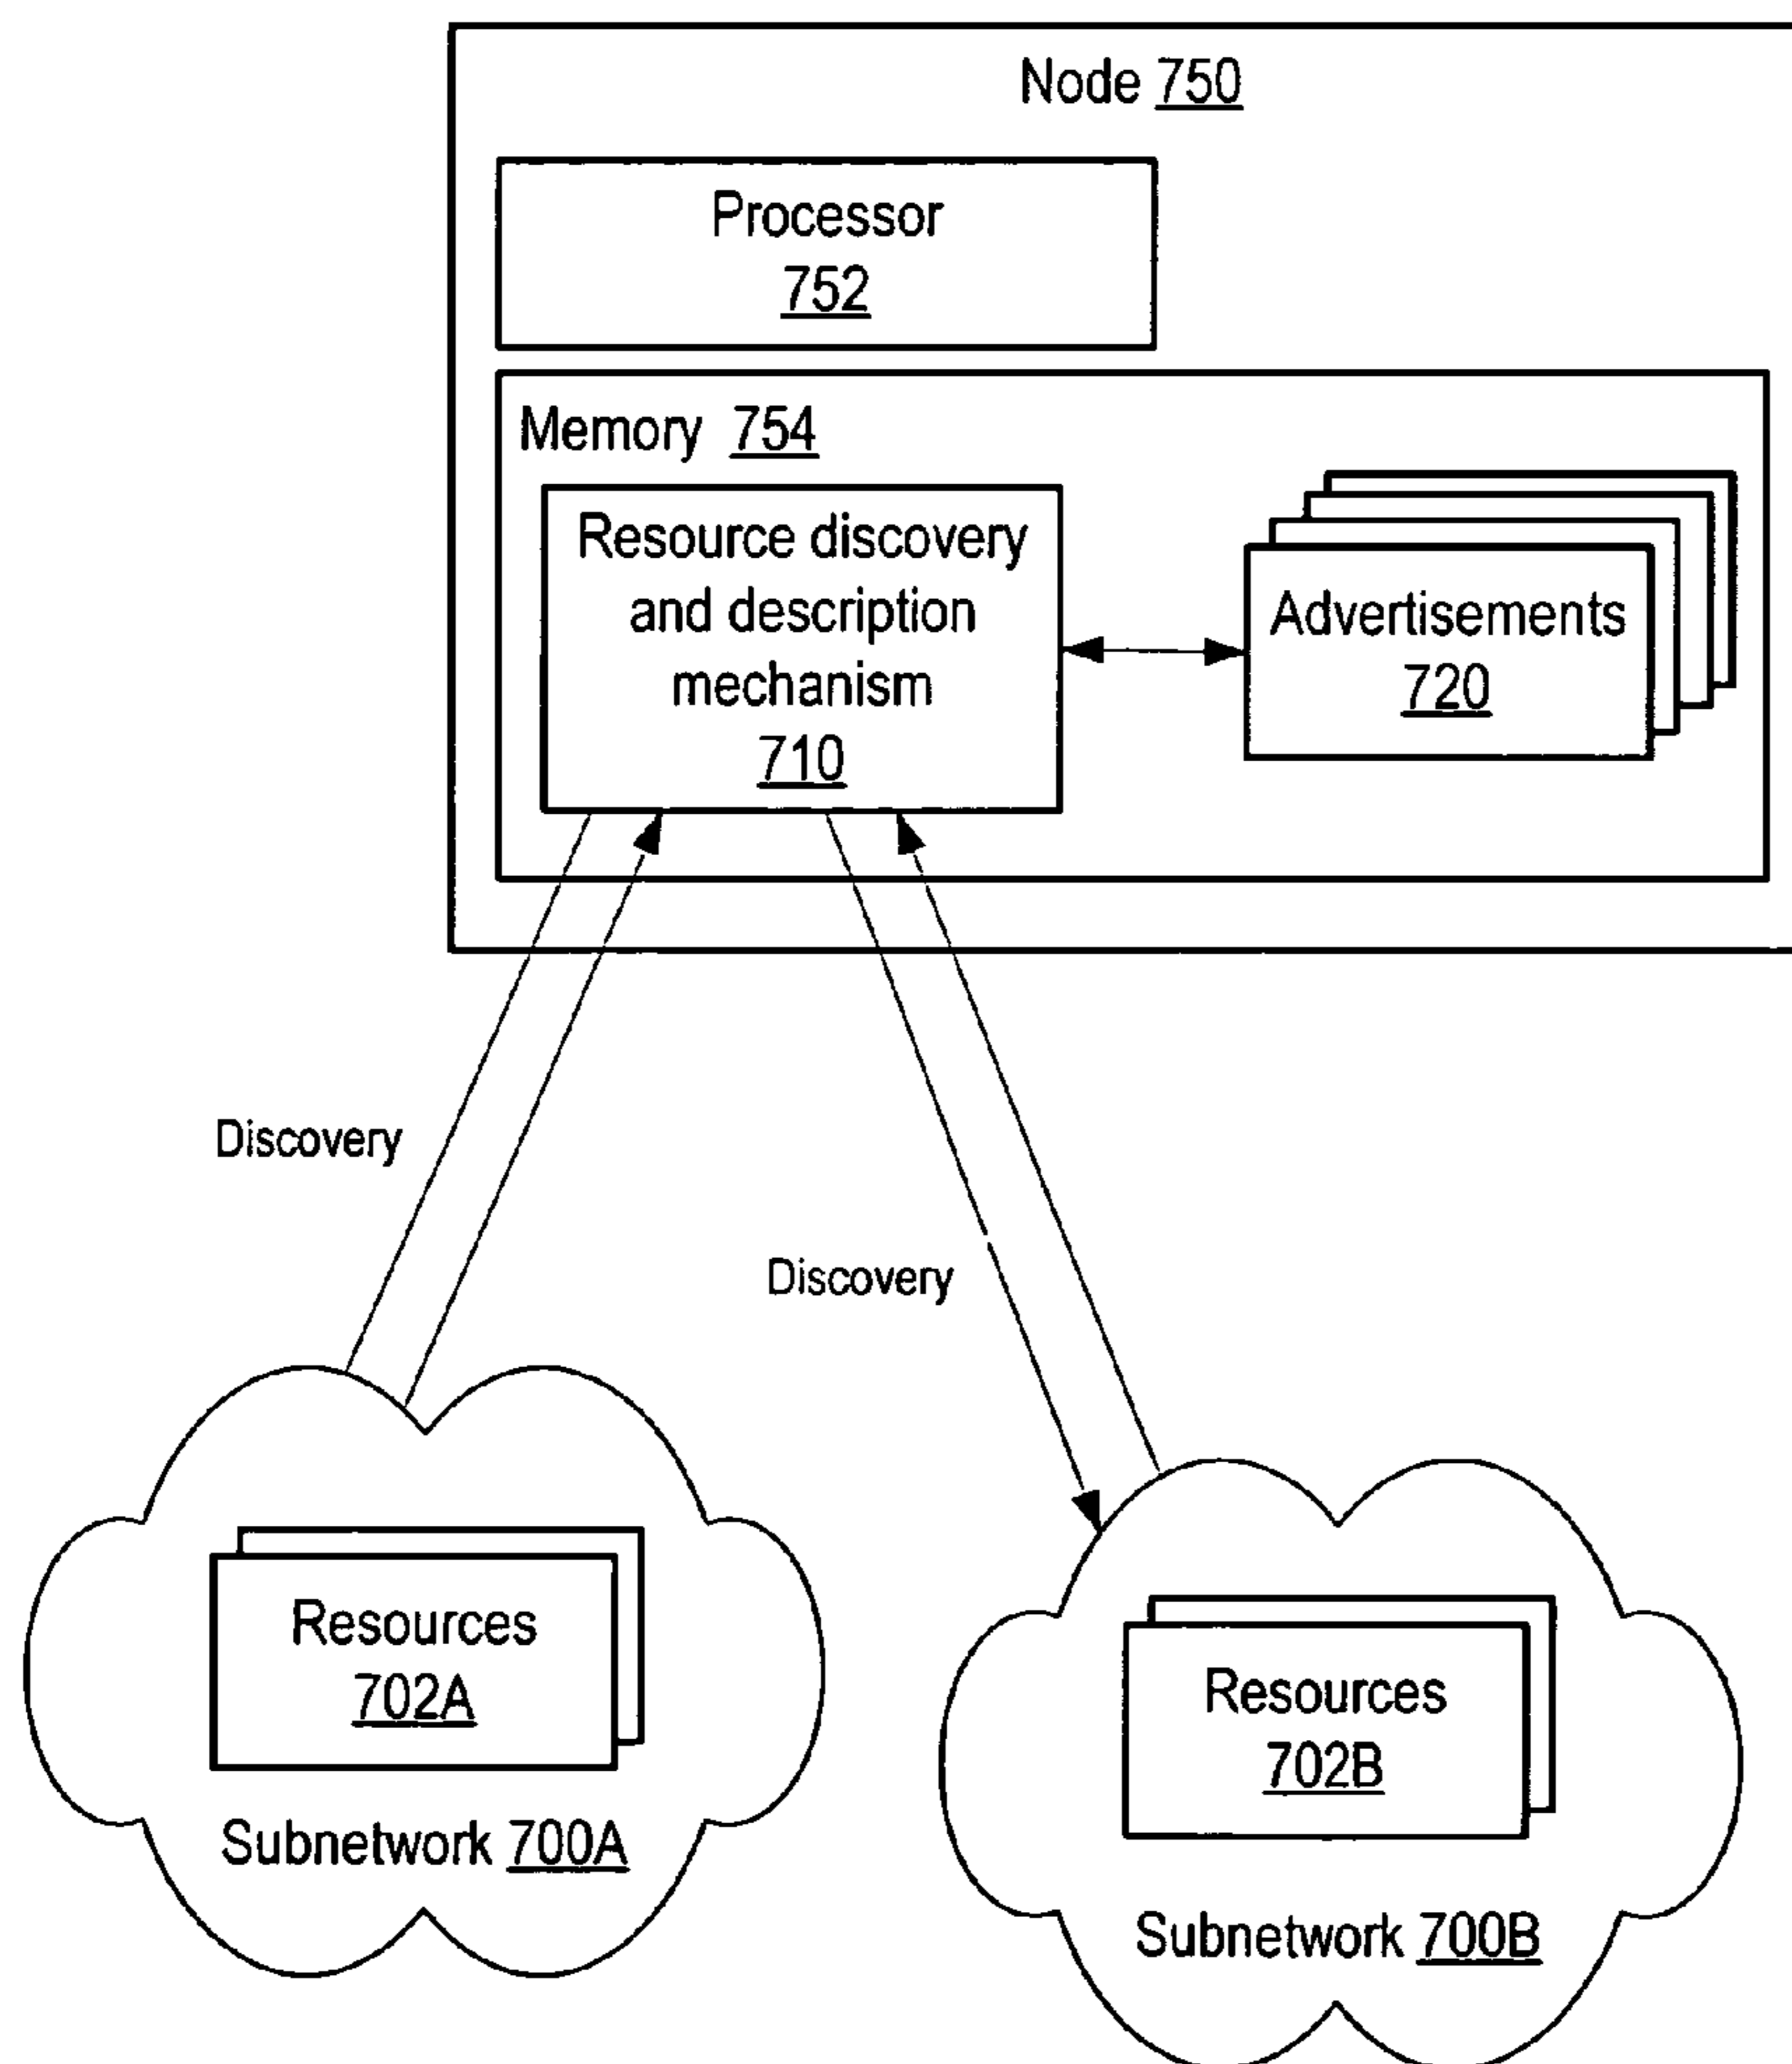 Node 750
Processor
752
Memory 754
Resource discovery
and description
mechanism
710
Advertisements
720
Discovery
Discovery
Resources
702A
Subnetwork 700A
Resources
702B
Subnetwork 700B